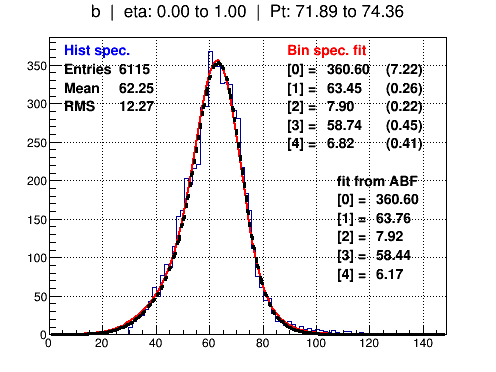 b | eta: 0.00 to 1.00 | Pt: 71.89 to 74.36
Hist spec.
Entries 6115
Mean 62.25
RMS 12.27
Bin spec. fit
[0] = 360.60 (7.22)
[1] = 63.45 (0.26)
[2] = 7.90 (0.22)
[3] = 58.74 (0.45)
[4] = 6.82 (0.41)
fit from ABF
[0] = 360.60
[1] = 63.76
[2] = 7.92
[3] = 58.44
[4] = 6.17
350
300
250
200
150
100
50
0
0 20 40 60 80 100 120 140